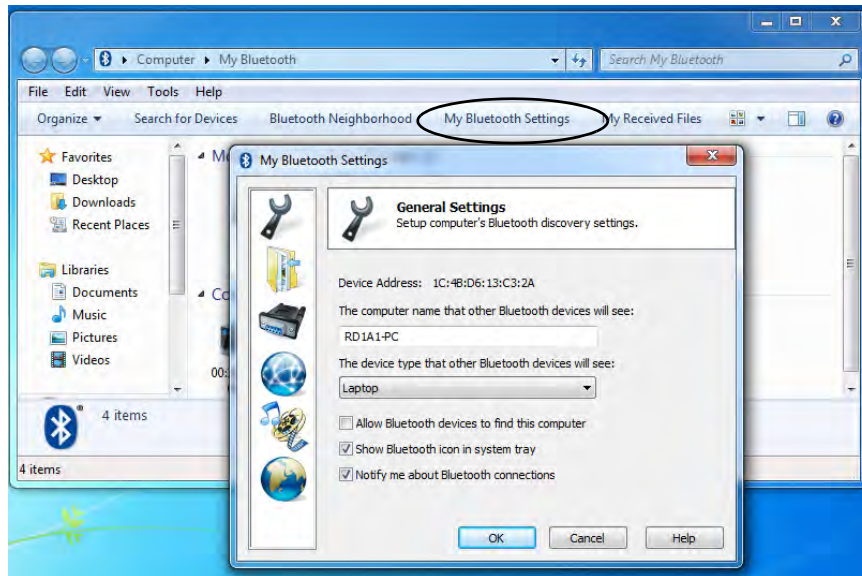 Computer ▸ My Bluetooth
Search My Bluetooth
File Edit View Tools Help
Organize Search for Devices Bluetooth Neighborhood My Bluetooth Settings My Received Files
Favorites
Desktop
Downloads
Recent Places
Libraries
Documents
Music
Pictures
Videos
4 items
4 items
My Bluetooth Settings
General Settings
Setup computer's Bluetooth discovery settings.
Device Address: 1C:4B:D6:13:C3:2A
The computer name that other Bluetooth devices will see:
RD1A1-PC
The device type that other Bluetooth devices will see:
Laptop
Allow Bluetooth devices to find this computer
Show Bluetooth icon in system tray
Notify me about Bluetooth connections
OK Cancel Help